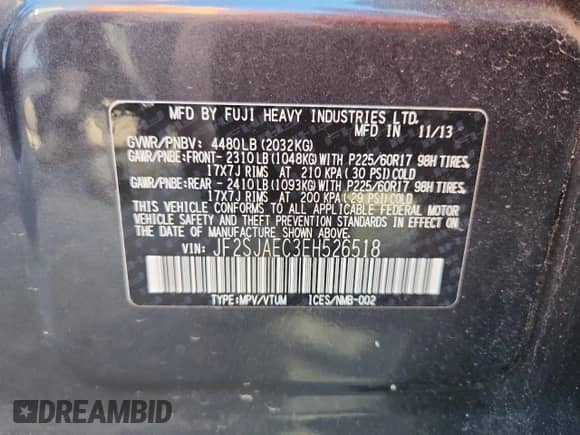 MFD BY FUJI HEAVY INDUSTRIES LTD.
MFD IN 11/13
GVWR/PNBV: 4480LB (2032KG)
GAWR/PNBE:FRONT- 2310LB (1048KG) WITH P225/60R17 98H TIRES,
17X7J RIMS AT 210 KPA ( 30 PSI) COLD
GAWR/PNBE:REAR - 2410LB (1093KG) WITH P225/60R17 98H TIRES,
17X7J RIMS AT 200 KPA (29 PSI) COLD
THIS VEHICLE CONFORMS TO ALL APPLICABLE FEDERAL MOTOR
VEHICLE SAFETY AND BUMPER STANDARDS IN EFFECT ON
THE DATE OF MANUFACTURE SHOWN ABOVE.
VIN: JF2SJAEC3EH526518
TYPE:MPV/VTUM ICES/NMB-002
DREAMBID